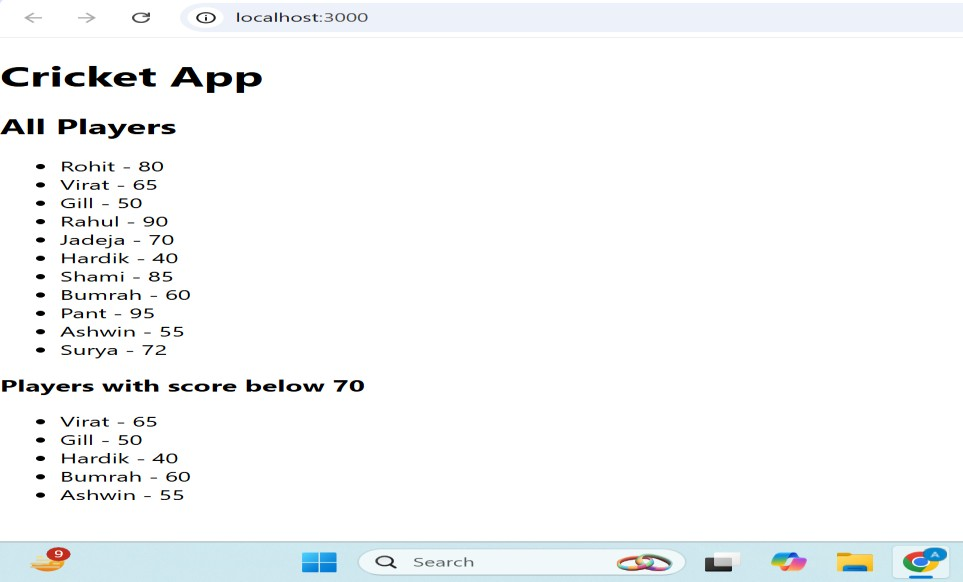 localhost:3000
Cricket App
All Players
Rohit - 80
Virat - 65
Gill - 50
Rahul - 90
Jadeja - 70
Hardik - 40
Shami - 85
Bumrah - 60
Pant - 95
Ashwin - 55
Surya - 72
Players with score below 70
Virat - 65
Gill - 50
Hardik - 40
Bumrah - 60
Ashwin - 55
9
Search
A